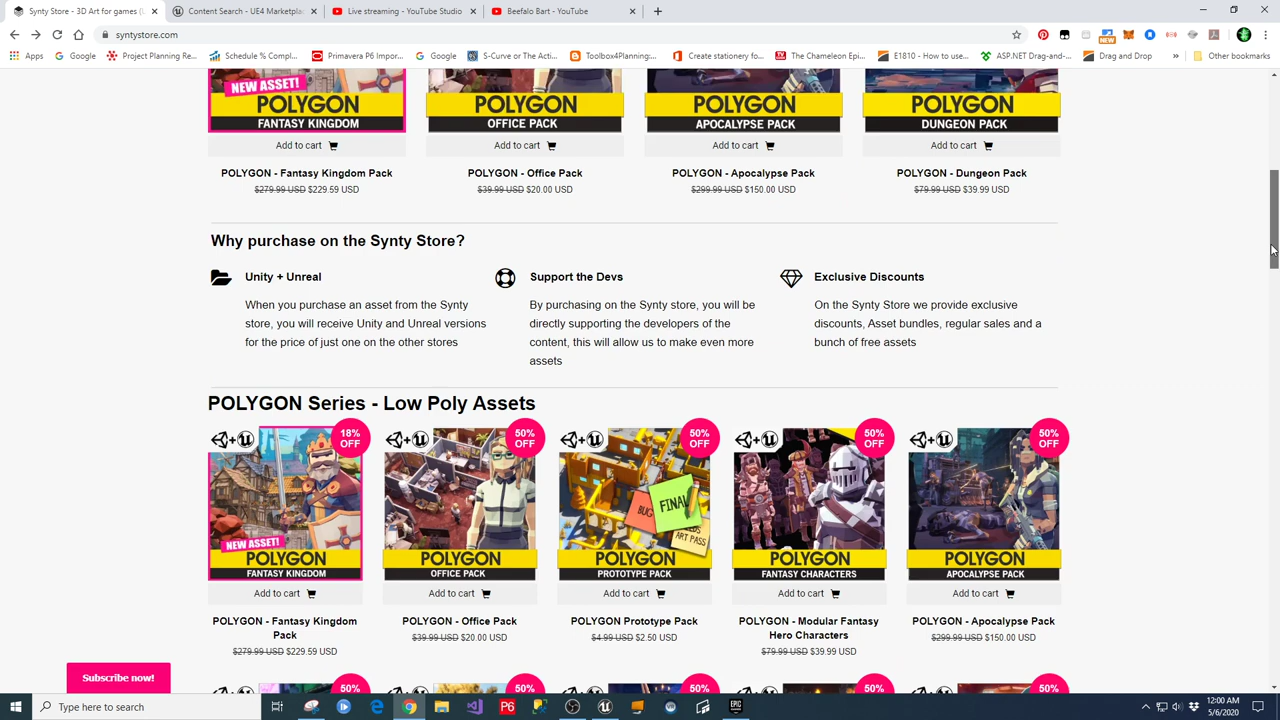 Synty Store - 3D Art for games (L
Content Search - UE4 Marketpla
Live streaming - YouTube Studio
Beefalo Bart - YouTube
syntystore.com
NEW
Apps
Google
Project Planning Re...
Schedule % Compl...
Primavera P6 Impor...
Google
S-Curve or The Acti...
Toolbox4Planning:...
Create stationery fo...
The Chameleon Epi...
E1810 - How to use...
ASP.NET Drag-and-...
Drag and Drop
»
Other bookmarks
NEW ASSET!
POLYGON
FANTASY KINGDOM
POLYGON
OFFICE PACK
POLYGON
APOCALYPSE PACK
POLYGON
DUNGEON PACK
Add to cart
Add to cart
Add to cart
Add to cart
POLYGON - Fantasy Kingdom Pack
POLYGON - Office Pack
POLYGON - Apocalypse Pack
POLYGON - Dungeon Pack
$279.99 USD $229.59 USD
$39.99 USD $20.00 USD
$299.99 USD $150.00 USD
$79.99 USD $39.99 USD
Why purchase on the Synty Store?
Unity + Unreal
When you purchase an asset from the Synty
store, you will receive Unity and Unreal versions
for the price of just one on the other stores
Support the Devs
By purchasing on the Synty store, you will be
directly supporting the developers of the
content, this will allow us to make even more
assets
Exclusive Discounts
On the Synty Store we provide exclusive
discounts, Asset bundles, regular sales and a
bunch of free assets
POLYGON Series - Low Poly Assets
18%
OFF
NEW ASSET!
POLYGON
FANTASY KINGDOM
Add to cart
POLYGON - Fantasy Kingdom
Pack
$279.99 USD $229.59 USD
50%
OFF
POLYGON
OFFICE PACK
Add to cart
POLYGON - Office Pack
$39.99 USD $20.00 USD
50%
OFF
BUG
FINAL
ART PASS
POLYGON
PROTOTYPE PACK
Add to cart
POLYGON Prototype Pack
$4.99 USD $2.50 USD
50%
OFF
POLYGON
FANTASY CHARACTERS
Add to cart
POLYGON - Modular Fantasy
Hero Characters
$79.99 USD $39.99 USD
50%
OFF
POLYGON
APOCALYPSE PACK
Add to cart
POLYGON - Apocalypse Pack
$299.99 USD $150.00 USD
50%
50%
50%
50%
50%
Subscribe now!
Type here to search
P6
EPIC
12:00 AM
5/6/2020